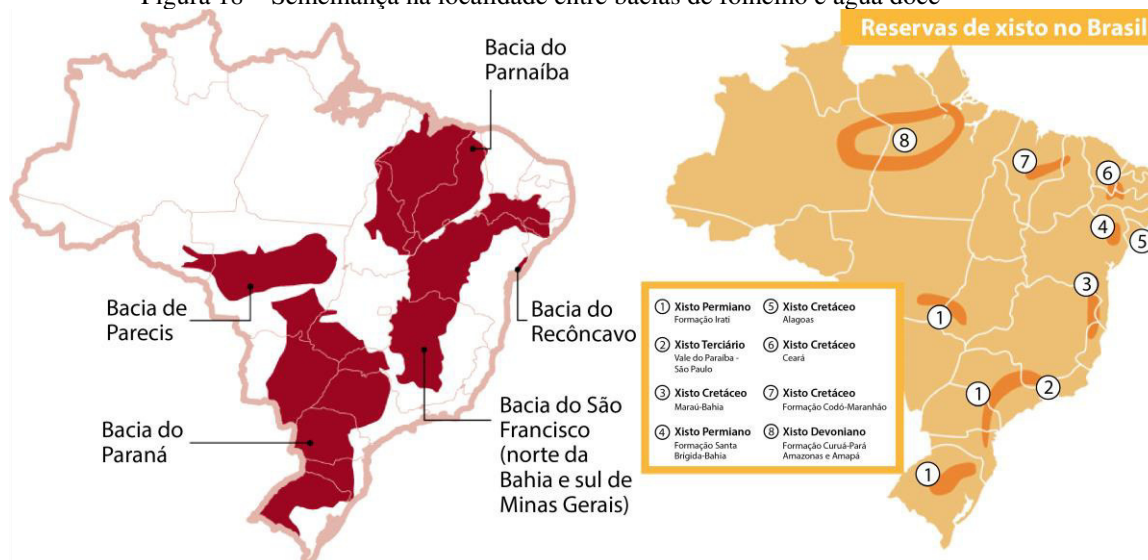 Figura 18 – Semelhança na localidade entre bacias de folhelho e água doce
Bacia do
Parnaíba
Bacia de
Parecis
Bacia do
Recôncavo
Bacia do
Paraná
Bacia do São
Francisco
(norte da
Bahia e sul de
Minas Gerais)
Reservas de xisto no Brasil
8
7
6
4
5
3
1
1
2
1
1 Xisto Permiano
Formação Irati
2 Xisto Terciário
Vale do Paraíba -
São Paulo
3 Xisto Cretáceo
Maraú-Bahia
4 Xisto Permiano
Formação Santa
Brígida-Bahia
5 Xisto Cretáceo
Alagoas
6 Xisto Cretáceo
Ceará
7 Xisto Cretáceo
Formação Codó-Maranhão
8 Xisto Devoniano
Formação Curuá-Pará
Amazonas e Amapá